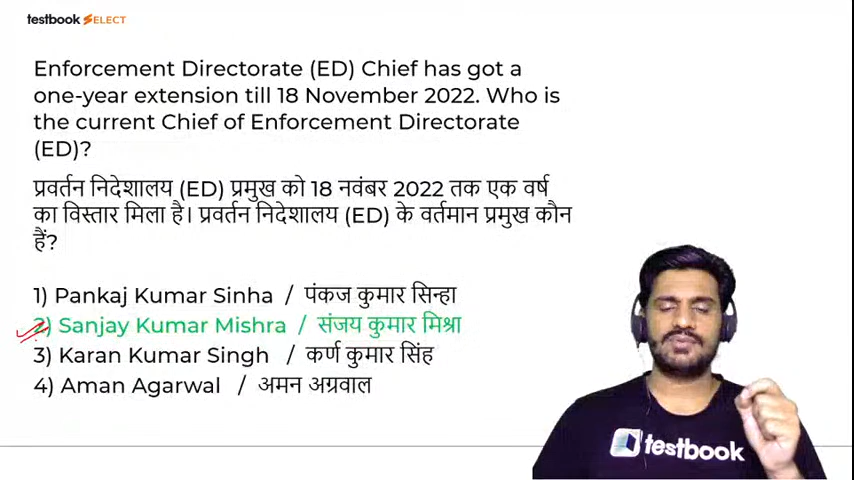 testbook SELECT
Enforcement Directorate (ED) Chief has got a
one-year extension till 18 November 2022. Who is
the current Chief of Enforcement Directorate
(ED)?
प्रवर्तन निदेशालय (ED) प्रमुख को 18 नवंबर 2022 तक एक वर्ष
का विस्तार मिला है। प्रवर्तन निदेशालय (ED) के वर्तमान प्रमुख कौन
हैं?
1) Pankaj Kumar Sinha / पंकज कुमार सिन्हा
2) Sanjay Kumar Mishra / संजय कुमार मिश्रा
3) Karan Kumar Singh / कर्ण कुमार सिंह
4) Aman Agarwal / अमन अग्रवाल
testbook